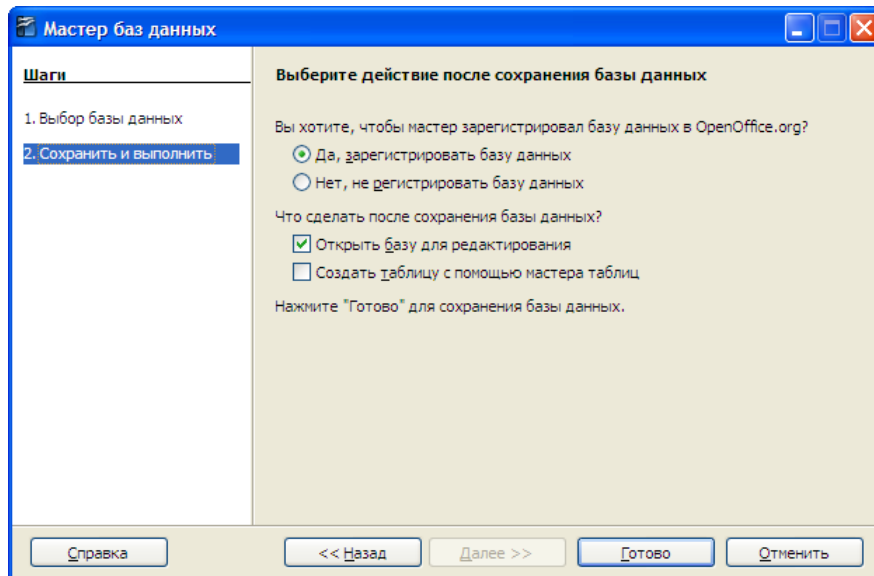 Мастер баз данных
Шаги
1. Выбор базы данных
2. Сохранить и выполнить
Выберите действие после сохранения базы данных
Вы хотите, чтобы мастер зарегистрировал базу данных в OpenOffice.org?
Да, зарегистрировать базу данных
Нет, не регистрировать базу данных
Что сделать после сохранения базы данных?
Открыть базу для редактирования
Создать таблицу с помощью мастера таблиц
Нажмите "Готово" для сохранения базы данных.
Справка
<< Назад
Далее >>
Готово
Отменить